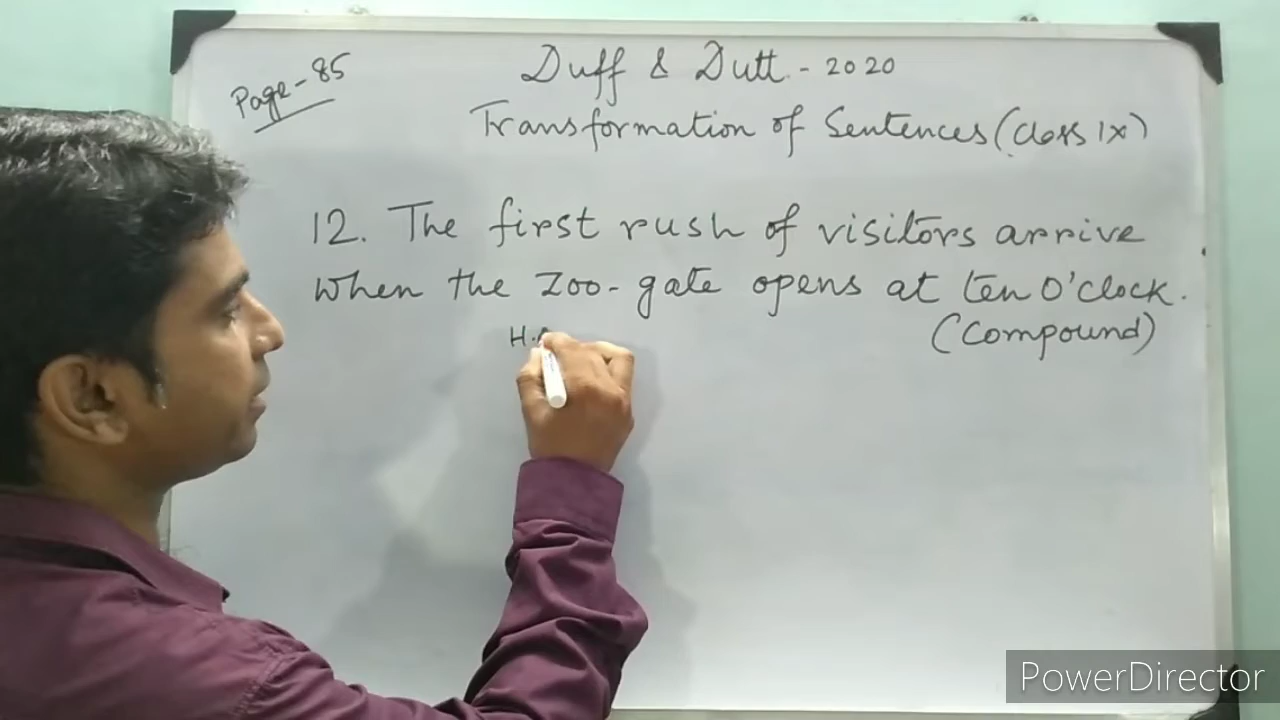 Page-85
Duff & Dutt - 2020
Transformation of Sentences (Class IX)
12. The first rush of visitors arrive
when the Zoo-gate opens at ten O'clock.
(Compound)
H.
PowerDirector